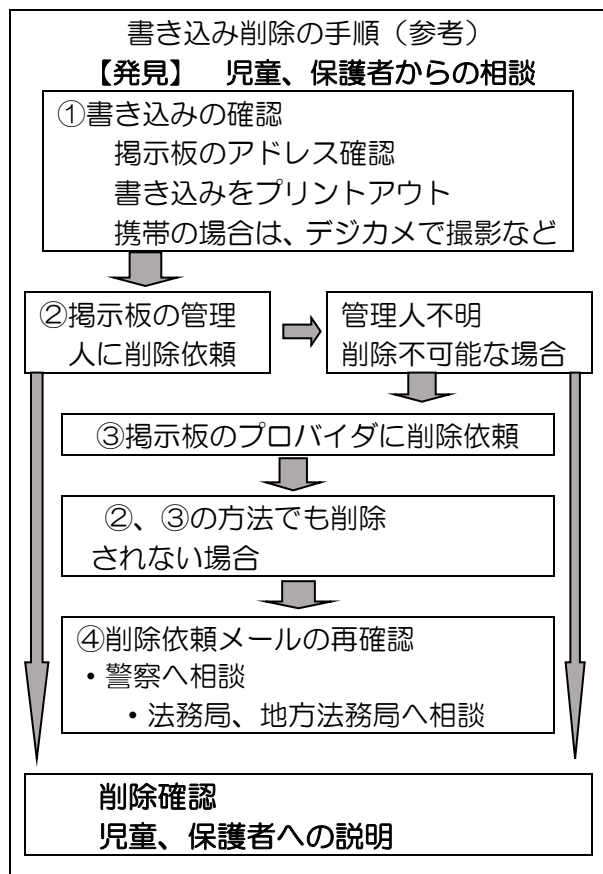 書き込み削除の手順（参考）
【発見】　児童、保護者からの相談
①書き込みの確認
掲示板のアドレス確認
書き込みをプリントアウト
携帯の場合は、デジカメで撮影など
②掲示板の管理
人に削除依頼
管理人不明
削除不可能な場合
③掲示板のプロバイダに削除依頼
②、③の方法でも削除
されない場合
④削除依頼メールの再確認
・警察へ相談
・法務局、地方法務局へ相談
削除確認
児童、保護者への説明